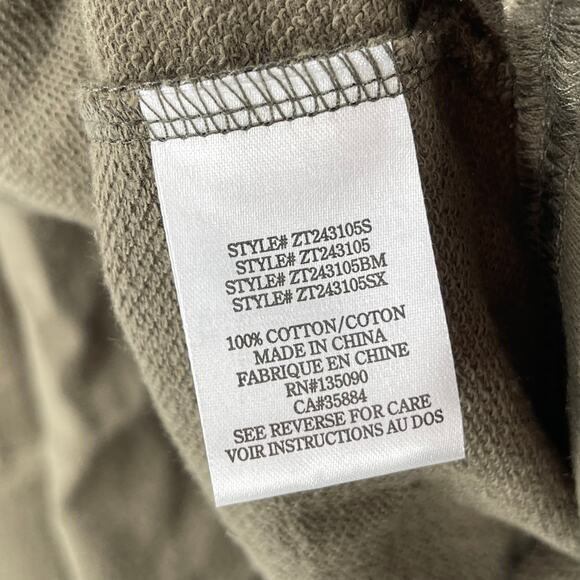 STYLE# ZT243105S
STYLE# ZT243105
STYLE# ZT243105BM
STYLE# ZT243105SX
100% COTTON/COTON
MADE IN CHINA
FABRIQUE EN CHINE
RN#135090
CA#35884
SEE REVERSE FOR CARE
VOIR INSTRUCTIONS AU DOS